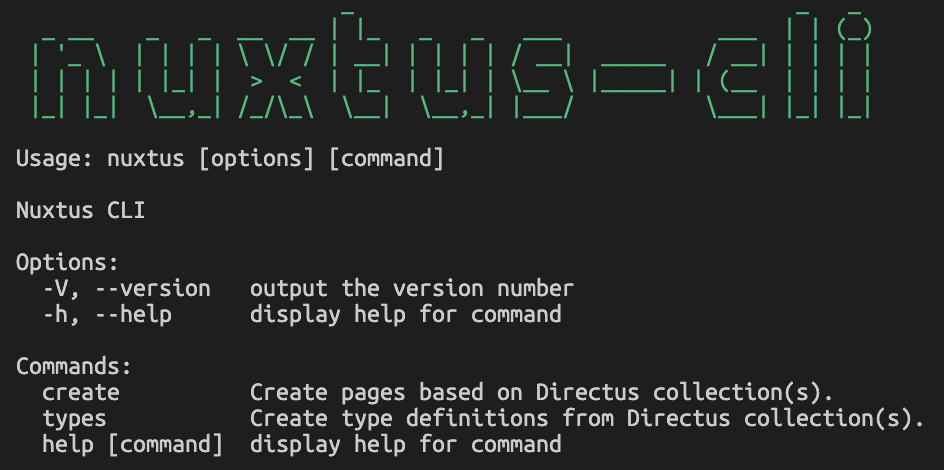 nuxtus-cli
Usage: nuxtus [options] [command]
Nuxtus CLI
Options:
-V, --version output the version number
-h, --help display help for command
Commands:
create Create pages based on Directus collection(s).
types Create type definitions from Directus collection(s).
help [command] display help for command